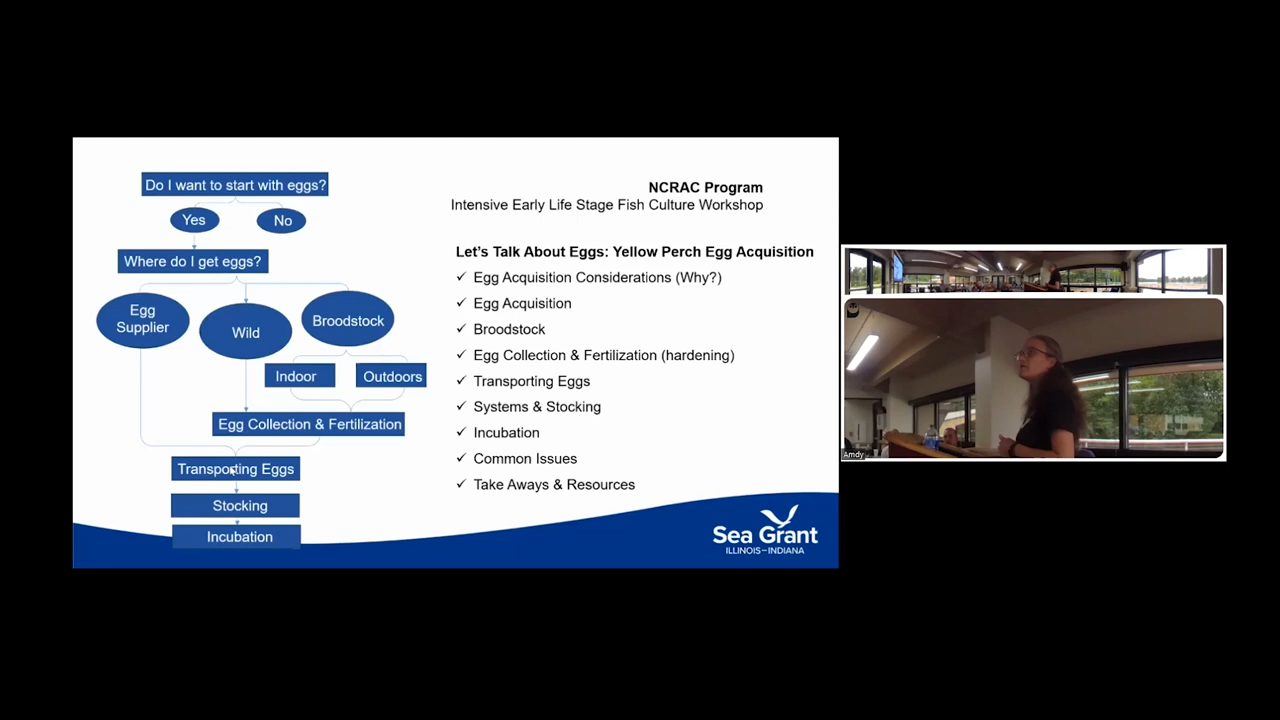 Do I want to start with eggs?
Yes
No
Where do I get eggs?
Egg
Supplier
Wild
Broodstock
Indoor
Outdoors
Egg Collection & Fertilization
Transporting Eggs
Stocking
Incubation
NCRAC Program
Intensive Early Life Stage Fish Culture Workshop
Let's Talk About Eggs: Yellow Perch Egg Acquisition
✓ Egg Acquisition Considerations (Why?)
✓ Egg Acquisition
✓ Broodstock
✓ Egg Collection & Fertilization (hardening)
✓ Transporting Eggs
✓ Systems & Stocking
✓ Incubation
✓ Common Issues
✓ Take Aways & Resources
Sea Grant
ILLINOIS–INDIANA
Amdy